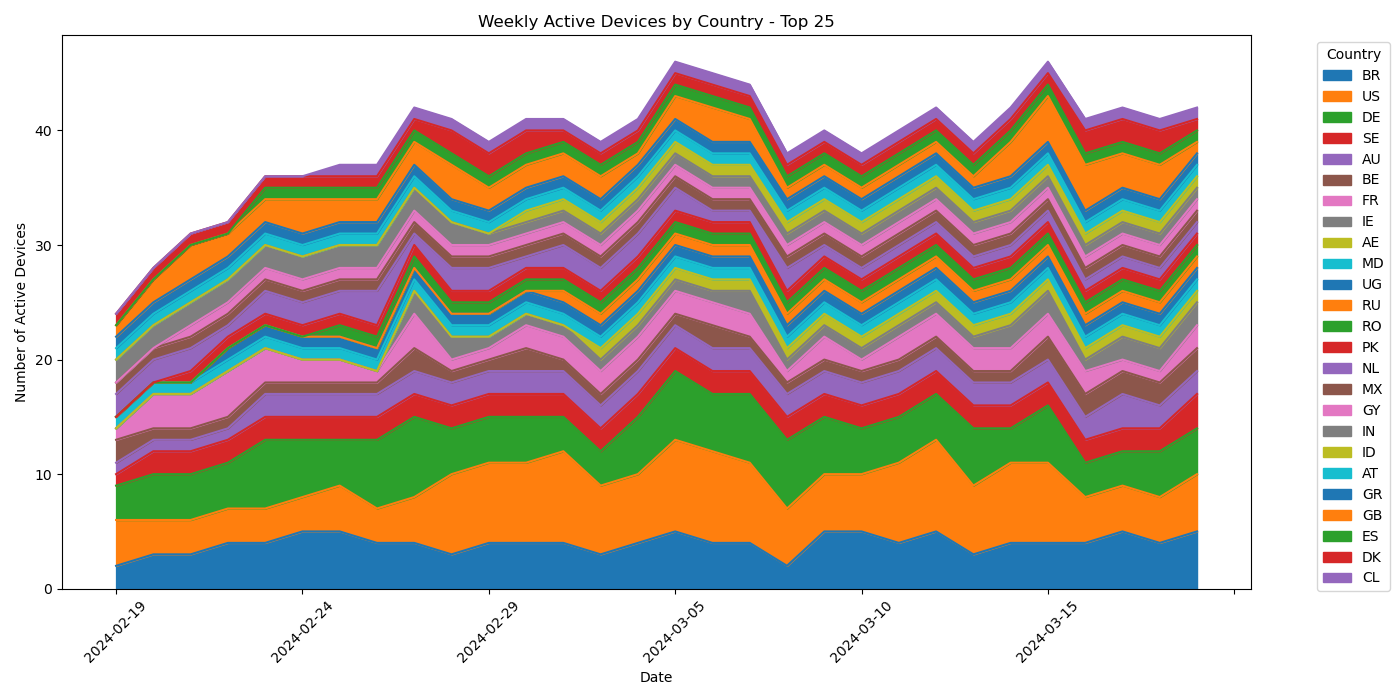 Weekly Active Devices by Country - Top 25
Number of Active Devices
40
30
20
10
0
2024-02-19
2024-02-24
2024-02-29
2024-03-05
2024-03-10
2024-03-15
Date
Country
BR
US
DE
SE
AU
BE
FR
IE
AE
MD
UG
RU
RO
PK
NL
MX
GY
IN
ID
AT
GR
GB
ES
DK
CL